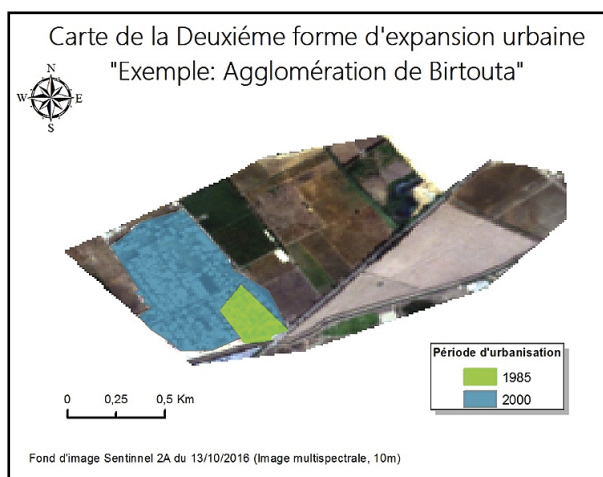 Carte de la Deuxiéme forme d'expansion urbaine
"Exemple: Agglomération de Birtouta"
N
W E
S
Période d'urbanisation
1985
2000
0 0,25 0,5 Km
Fond d'image Sentinnel 2A du 13/10/2016 (Image multispectrale, 10m)